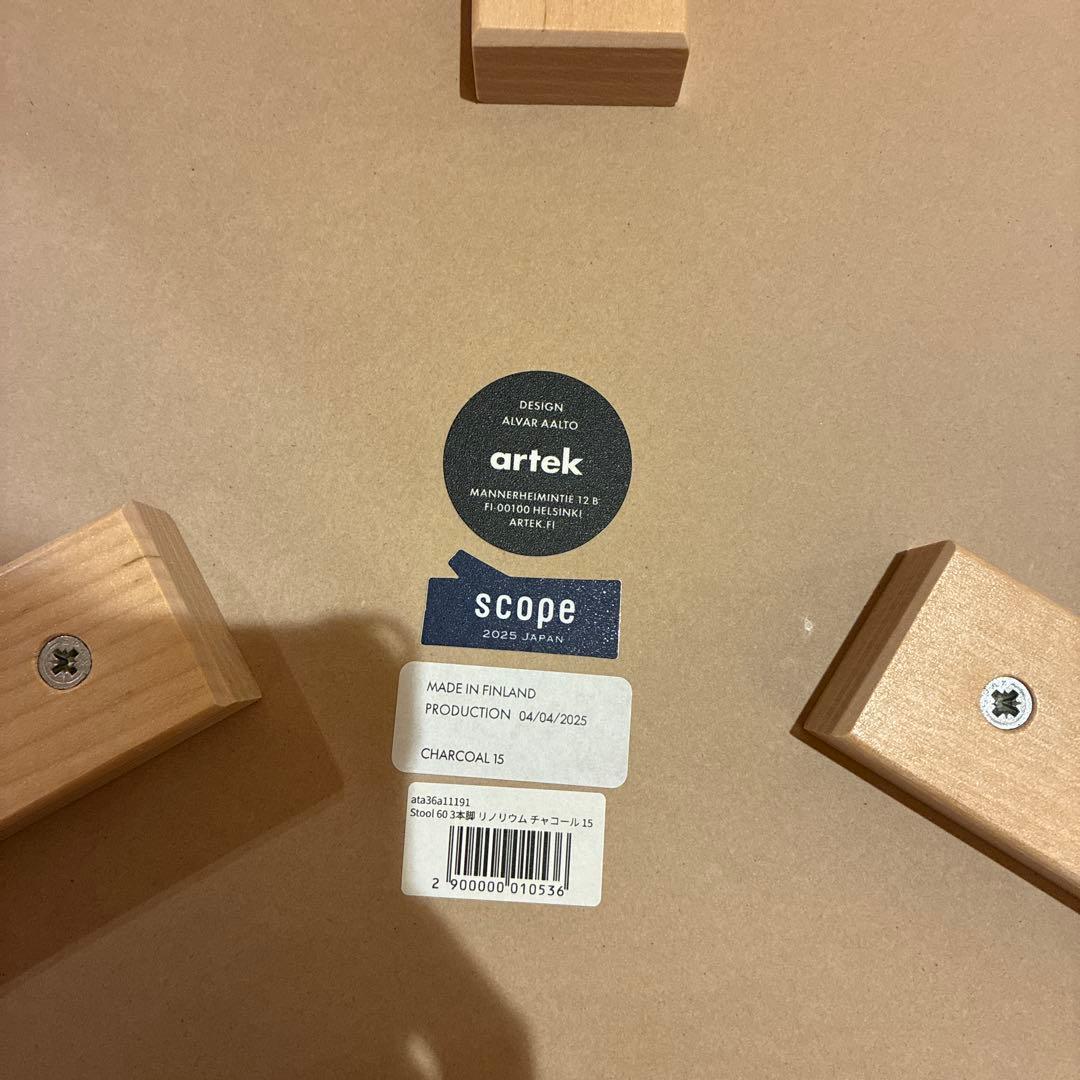 DESIGN
ALVAR AALTO
artek
MANNERHEIMINTIE 12 B
FI-00100 HELSINKI
ARTEK.FI
scope
2025 JAPAN
MADE IN FINLAND
PRODUCTION 04/04/2025
CHARCOAL 15
ata36a11191
Stool 60 3本脚 リノリウム チャコール 15
2 900000 010536